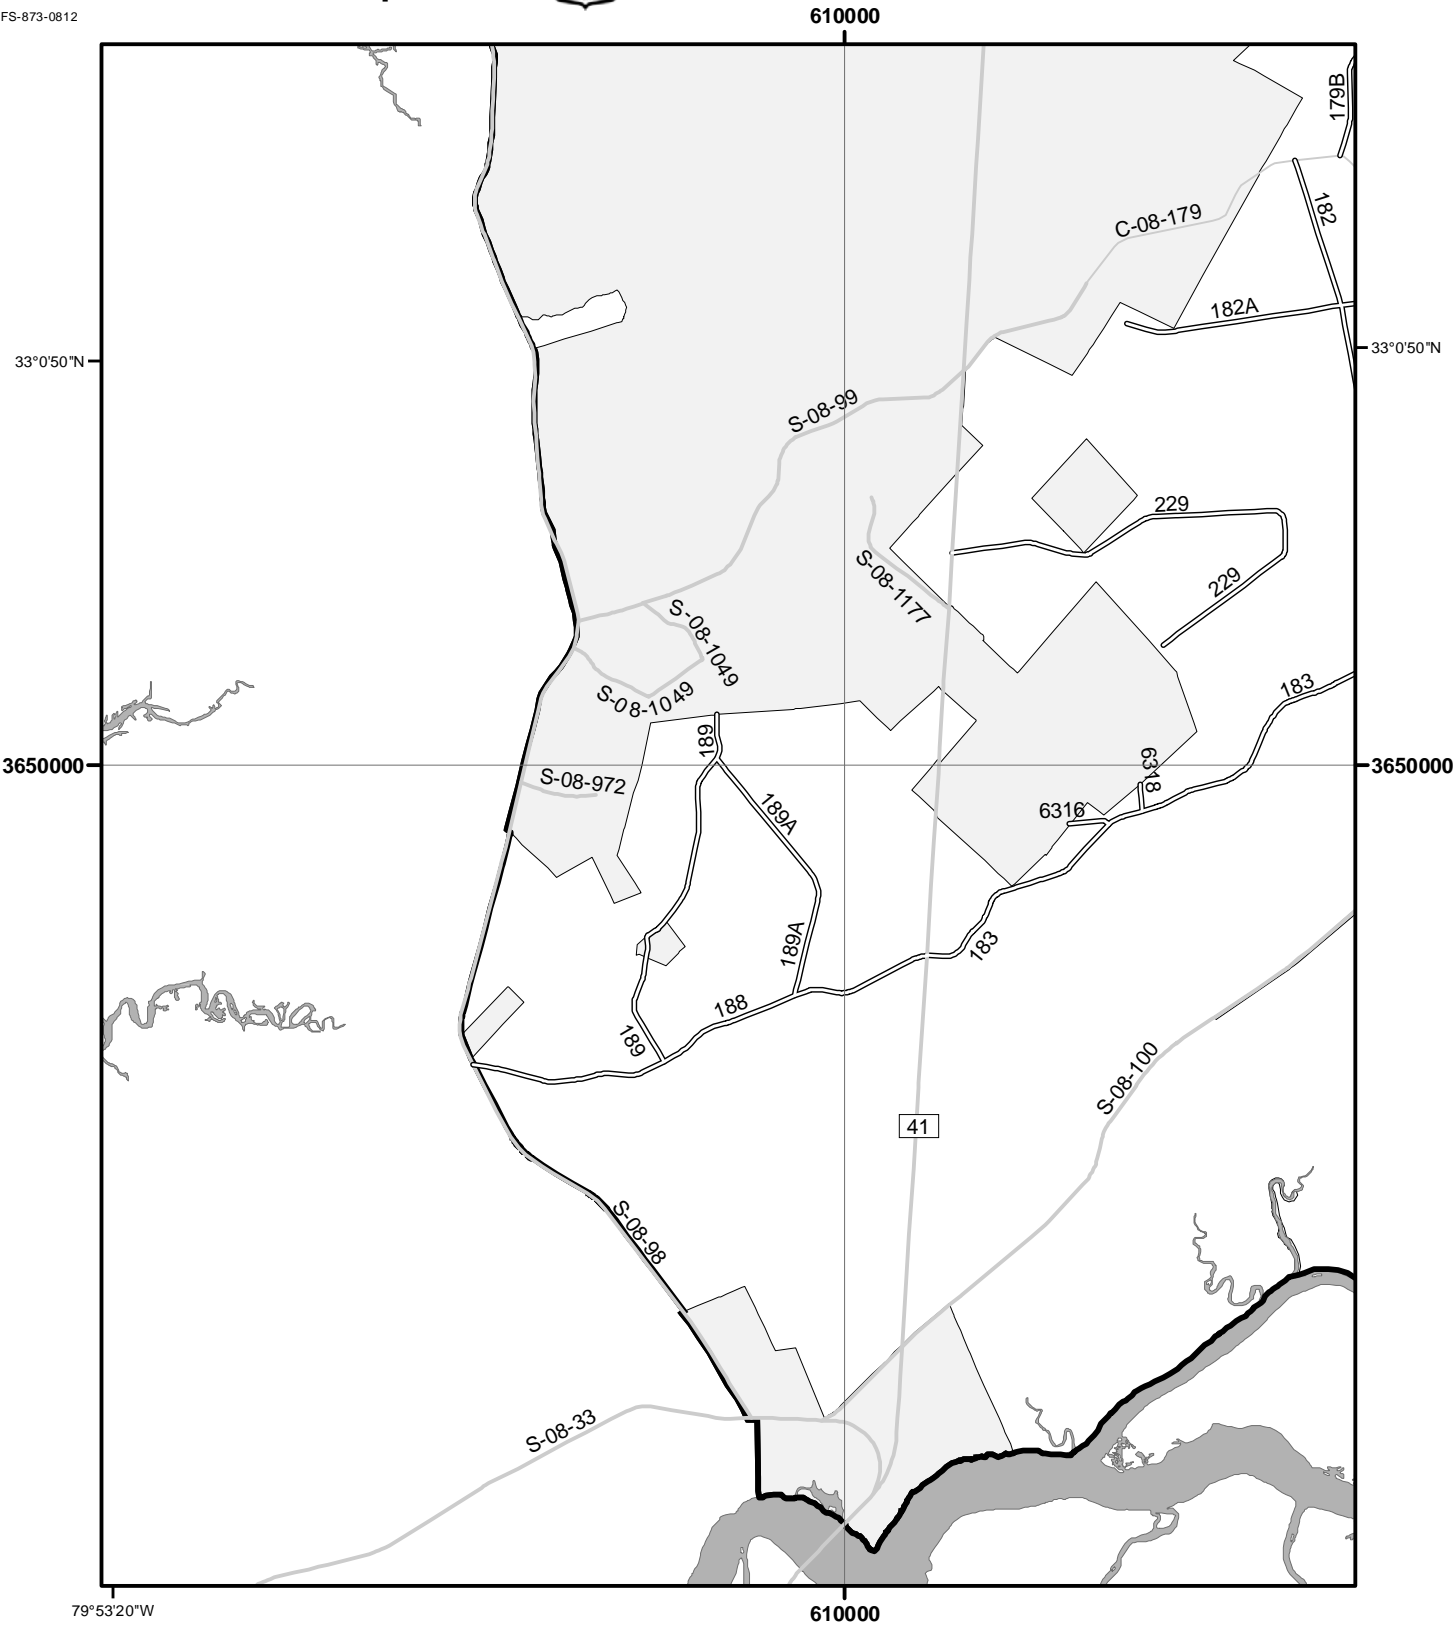 FS-873-0812
610000
179B
182
C-08-179
182A
33°0'50"N
33°0'50"N
S-08-99
229
S-08-1177
229
S-08-1049
183
S-08-1049
189
6318
3650000
3650000
S-08-972
189A
6316
189A
183
188
189
S-08-100
41
S-08-98
S-08-33
79°53'20"W
610000